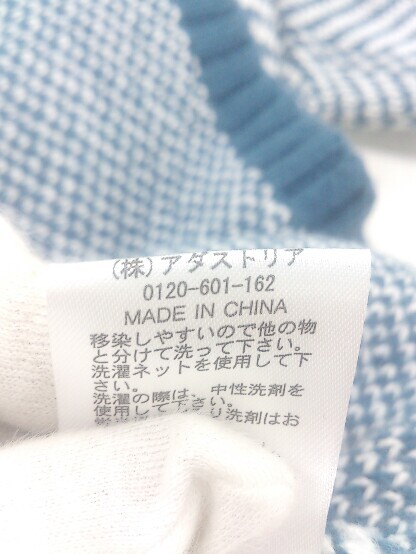 (株)アダストリア
0120-601-162
MADE IN CHINA
移染しやすいので他の物
と分けて洗って下さい。
洗濯ネットを使用して下
さい。
洗濯の際は、中性洗剤を
使用して下さい。
り洗剤はお